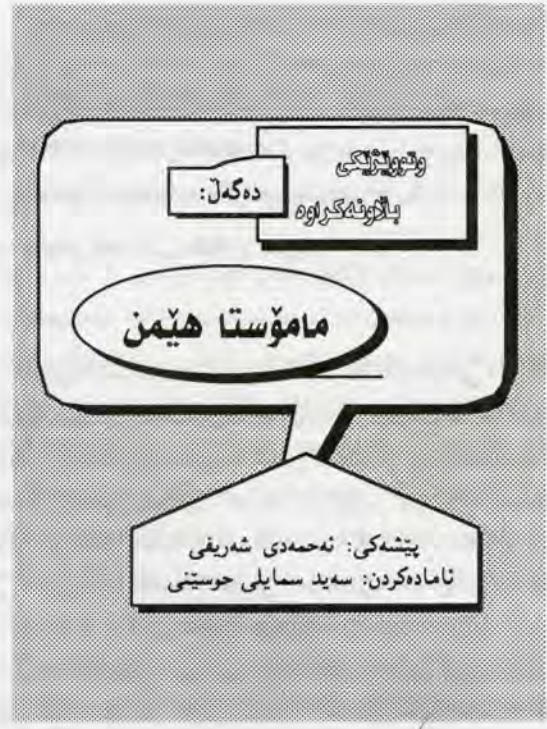 وتووێژێکی
بڵاونەکراوە
دەگەڵ:
مامۆستا هێمن
پێشەکی: ئەحمەدی شەریفی
ئامادەکردن: سەید سمایلی حوسێنی